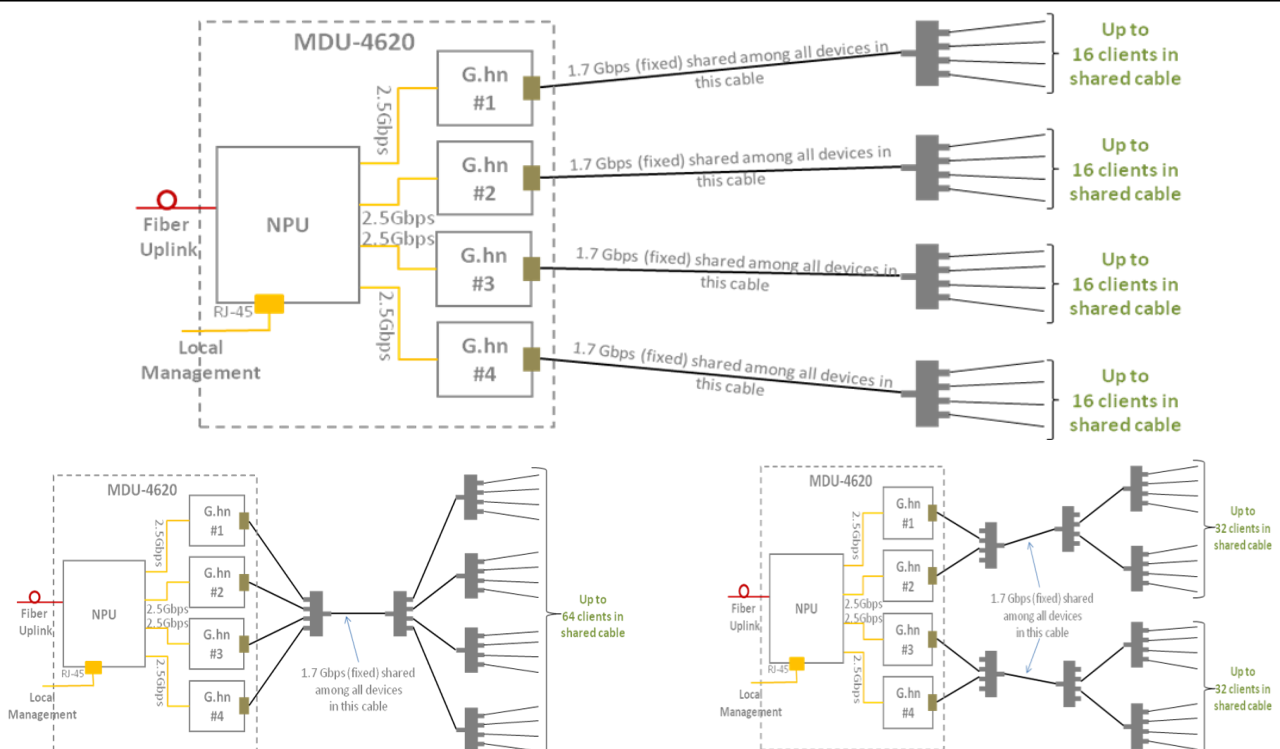 MDU-4620
G.hn
#1
2.5Gbps
1.7 Gbps (fixed) shared among all devices in
this cable
Up to
16 clients in
shared cable
G.hn
#2
2.5Gbps
1.7 Gbps (fixed) shared among all devices in
this cable
Up to
16 clients in
shared cable
NPU
Fiber
Uplink
2.5Gbps
G.hn
#3
1.7 Gbps (fixed) shared among all devices in
this cable
Up to
16 clients in
shared cable
RJ-45
Local
Management
2.5Gbps
G.hn
#4
1.7 Gbps (fixed) shared among all devices in
this cable
Up to
16 clients in
shared cable
MDU-4620
G.hn
#1
2.5Gbps
G.hn
#2
2.5Gbps
NPU
Fiber
Uplink
2.5Gbps
G.hn
#3
RJ-45
Local
Management
2.5Gbps
G.hn
#4
1.7 Gbps (fixed) shared
among all devices
in this cable
Up to
64 clients in
shared cable
MDU-4620
G.hn
#1
2.5Gbps
G.hn
#2
2.5Gbps
NPU
Fiber
Uplink
2.5Gbps
G.hn
#3
RJ-45
Local
Management
2.5Gbps
G.hn
#4
1.7 Gbps (fixed) shared
among all devices
in this cable
Up to
32 clients in
shared cable
Up to
32 clients in
shared cable